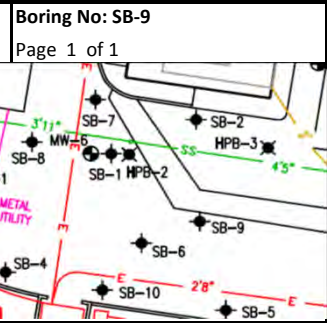 Boring No: SB-9
Page 1 of 1
E
SB-7
SB-2
3'11"
MW-6
E
SS
HPB-3
SB-8
SB-1
HPB-2
4'5"
1
METAL
UTILITY
E
SB-9
SB-6
SB-4
E
2'8"
E
SB-10
SB-5